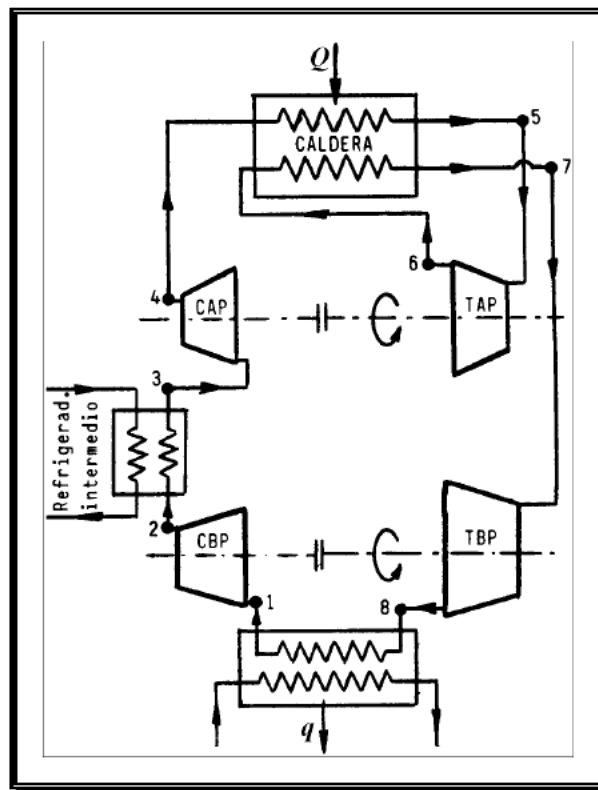 Q
CALDERA
5
7
6
4
CAP
TAP
3
Refrigerad.
intermedio
2
CBP
TBP
1
8
q